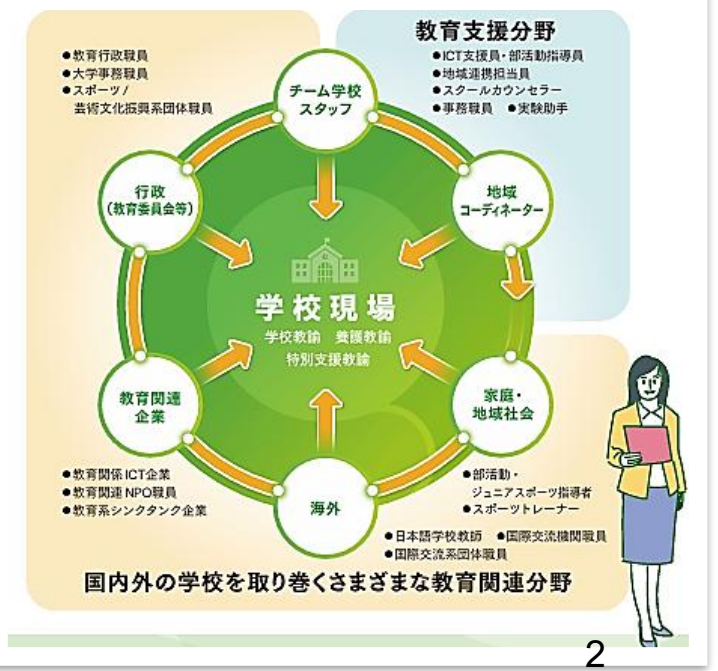 教育支援分野
●教育行政職員
●大学事務職員
●スポーツ/
芸術文化振興系団体職員
●ICT支援員・部活動指導員
●地域連携担当員
●スクールカウンセラー
●事務職員 ●実験助手
チーム学校
スタッフ
行政
(教育委員会等)
地域
コーディネーター
学校現場
学校教諭 養護教諭
特別支援教諭
教育関連
企業
家庭・
地域社会
海外
●教育関係ICT企業
●教育関連NPO職員
●教育系シンクタンク企業
●部活動・
ジュニアスポーツ指導者
●スポーツトレーナー
●日本語学校教師 ●国際交流機関職員
●国際交流系団体職員
国内外の学校を取り巻くさまざまな教育関連分野
2